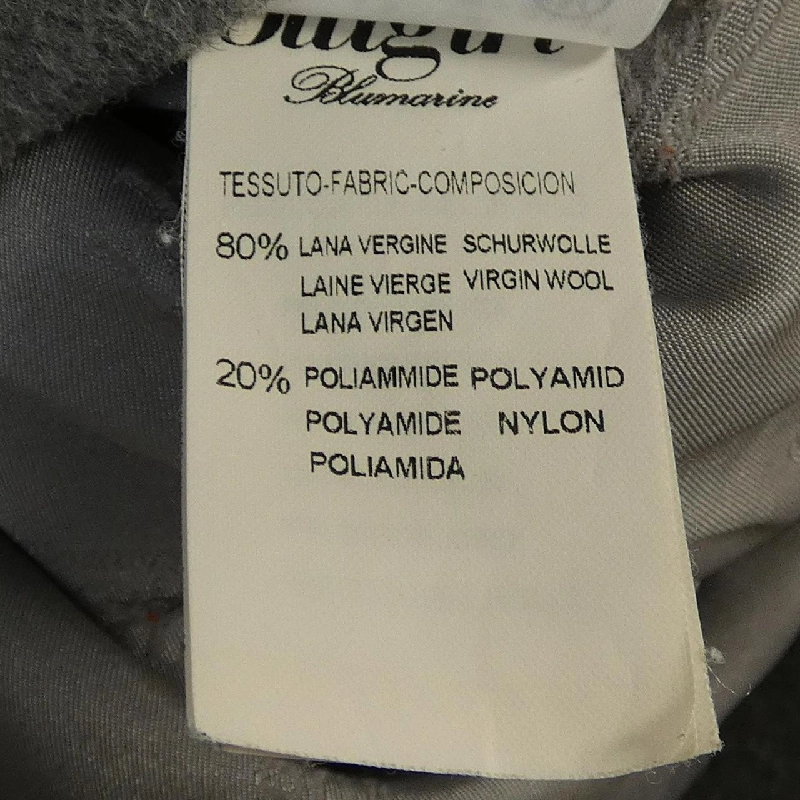 Blugirl
Blumarine
TESSUTO-FABRIC-COMPOSICION
80% LANA VERGINE SCHURWOLLE
LAINE VIERGE VIRGIN WOOL
LANA VIRGEN
20% POLIAMMIDE POLYAMID
POLYAMIDE NYLON
POLIAMIDA